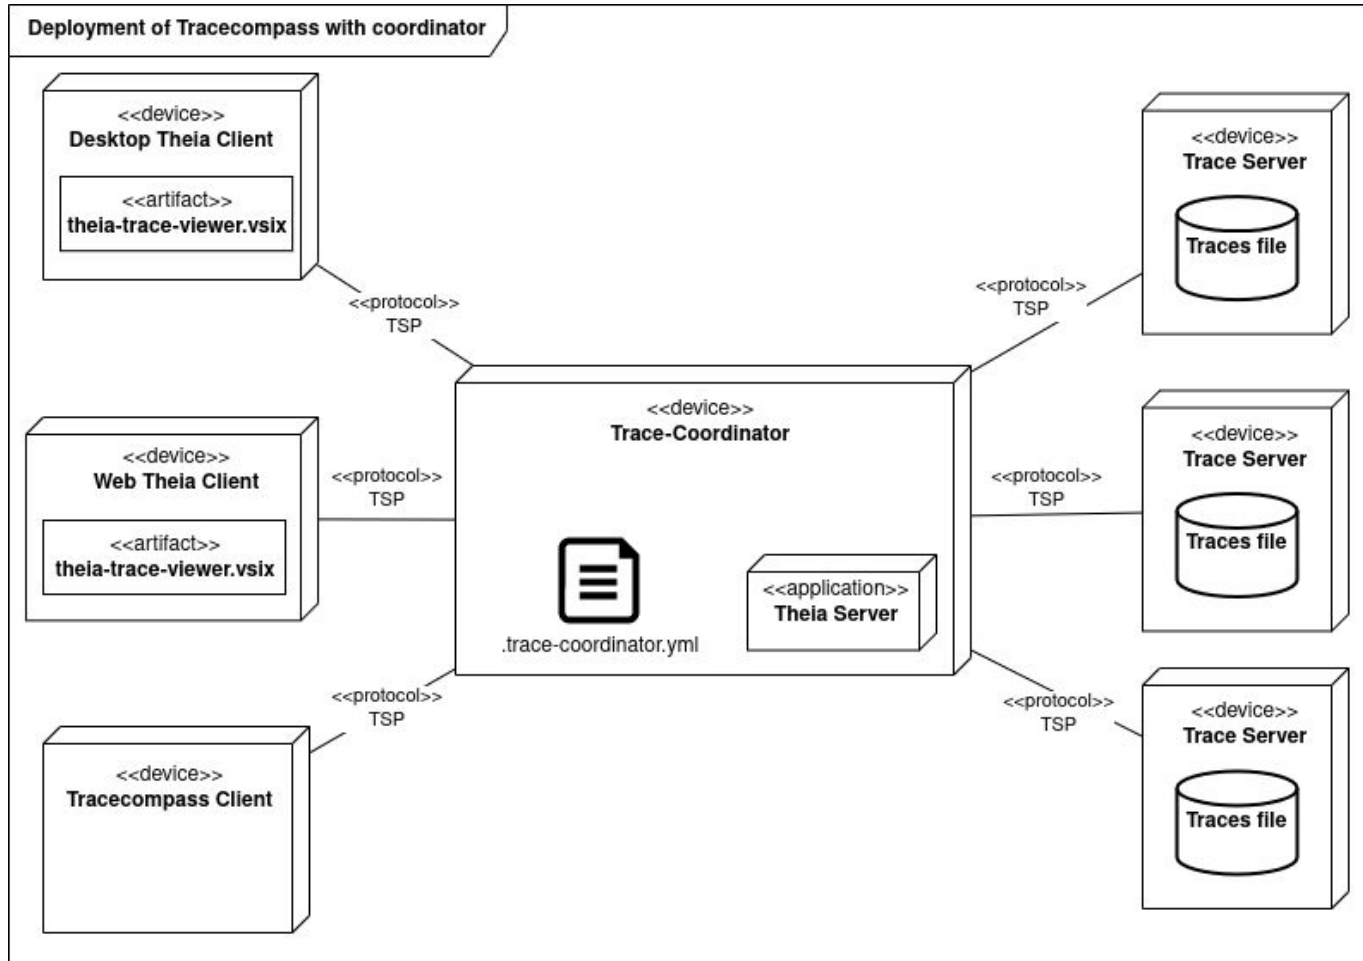 Deployment of Tracecompass with coordinator
<<device>>
Desktop Theia Client
<<artifact>>
theia-trace-viewer.vsix
<<protocol>>
TSP
<<device>>
Web Theia Client
<<artifact>>
theia-trace-viewer.vsix
<<protocol>>
TSP
<<device>>
Tracecompass Client
<<protocol>>
TSP
<<device>>
Trace-Coordinator
.trace-coordinator.yml
<<application>>
Theia Server
<<protocol>>
TSP
<<device>>
Trace Server
Traces file
<<protocol>>
TSP
<<device>>
Trace Server
Traces file
<<protocol>>
TSP
<<device>>
Trace Server
Traces file